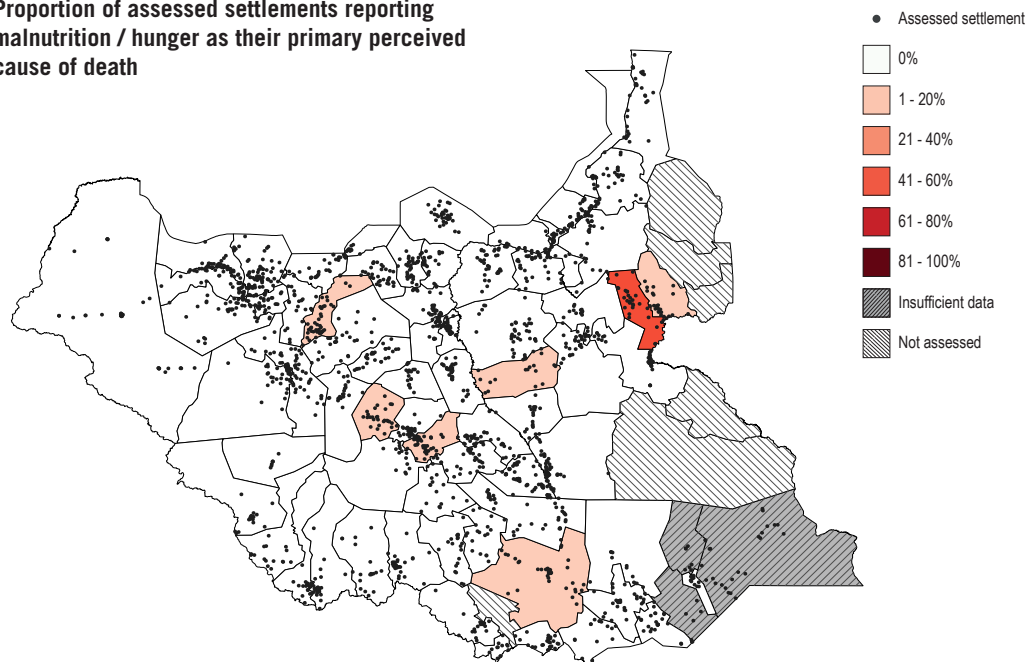 Proportion of assessed settlements reporting
malnutrition / hunger as their primary perceived
cause of death
Assessed settlement
0%
1 - 20%
21 - 40%
41 - 60%
61 - 80%
81 - 100%
Insufficient data
Not assessed